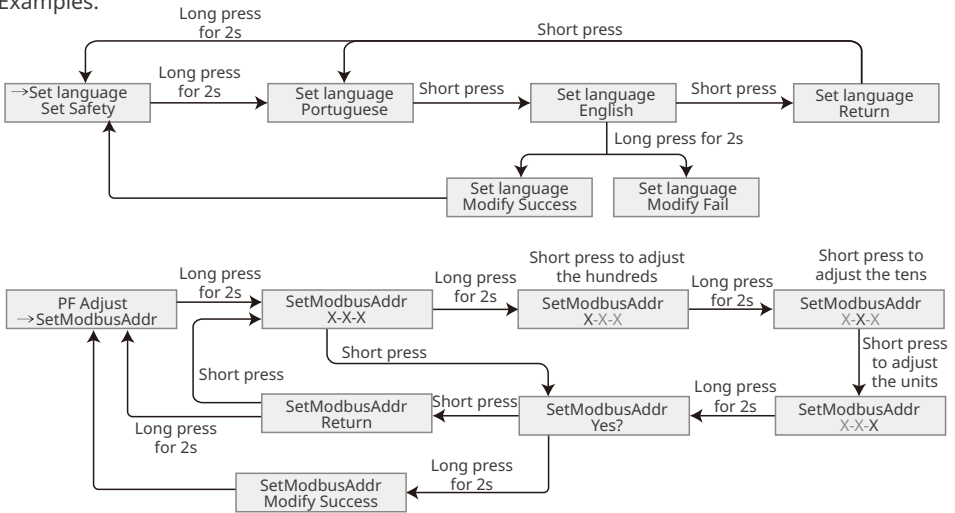 Examples:
Long press
for 2s
Short press
→Set language
Set Safety
Long press
for 2s
Set language
Portuguese
Short press
Set language
English
Short press
Set language
Return
Long press for 2s
Set language
Modify Success
Set language
Modify Fail
PF Adjust
→SetModbusAddr
Long press
for 2s
SetModbusAddr
X-X-X
Long press
for 2s
Short press to adjust
the hundreds
SetModbusAddr
X-X-X
Long press
for 2s
Short press to
adjust the tens
SetModbusAddr
X-X-X
Short press
Short press
to adjust
the units
Short press
SetModbusAddr
Return
Short press
SetModbusAddr
Yes?
Long press
for 2s
SetModbusAddr
X-X-X
Long press
for 2s
SetModbusAddr
Modify Success
Long press
for 2s